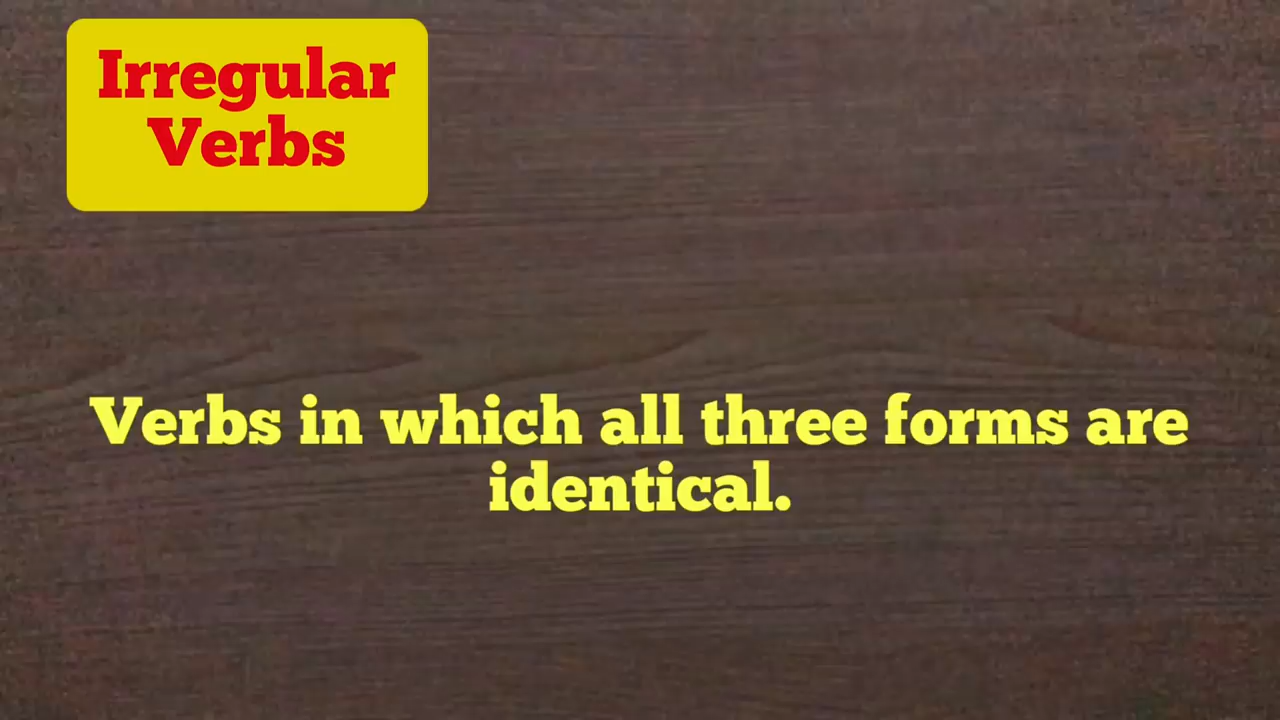 Irregular
Verbs
Verbs in which all three forms are
identical.